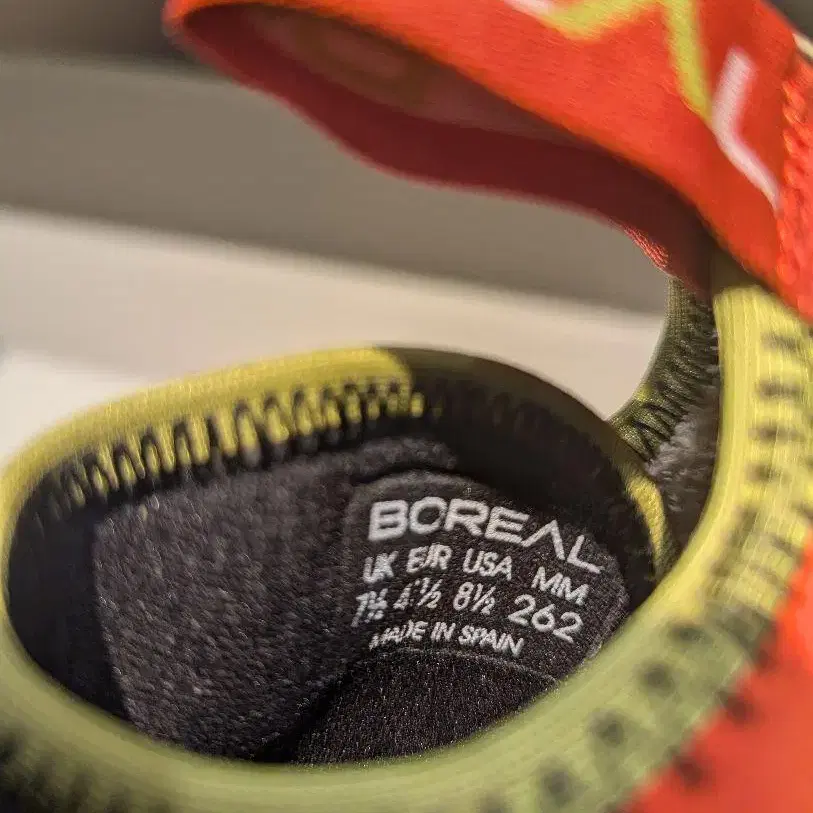 BOREAL
UK EUR USA MM
7½ 41½ 8½ 262
MADE IN SPAIN